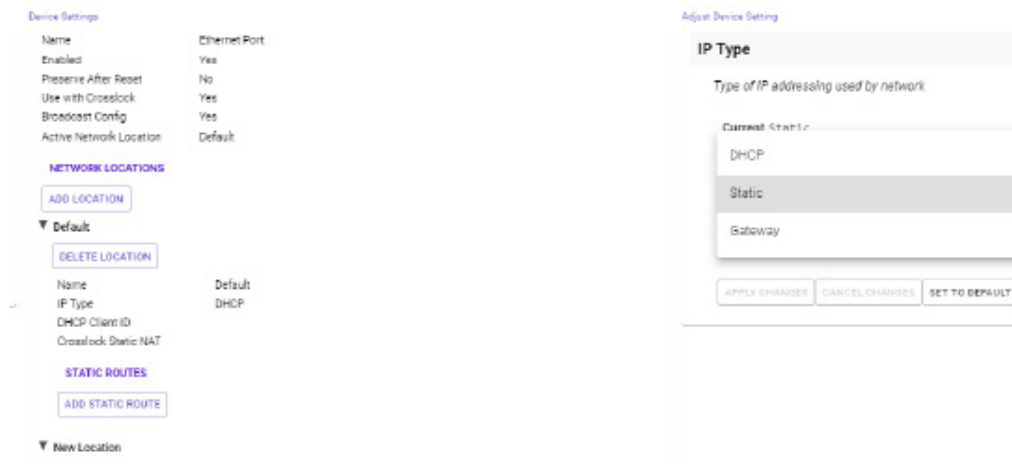 Device Settings
Name Ethernet Port
Enabled Yes
Preserve After Reset No
Use with Crosslock Yes
Broadcast Config Yes
Active Network Location Default
NETWORK LOCATIONS
ADD LOCATION
Default
DELETE LOCATION
Name Default
IP Type DHCP
DHCP Client ID
Crosslock Static NAT
STATIC ROUTES
ADD STATIC ROUTE
New Location
Adjust Device Setting
IP Type
Type of IP addressing used by network
Current Static
DHCP
Static
Gateway
APPLY CHANGES CANCEL CHANGES SET TO DEFAULT